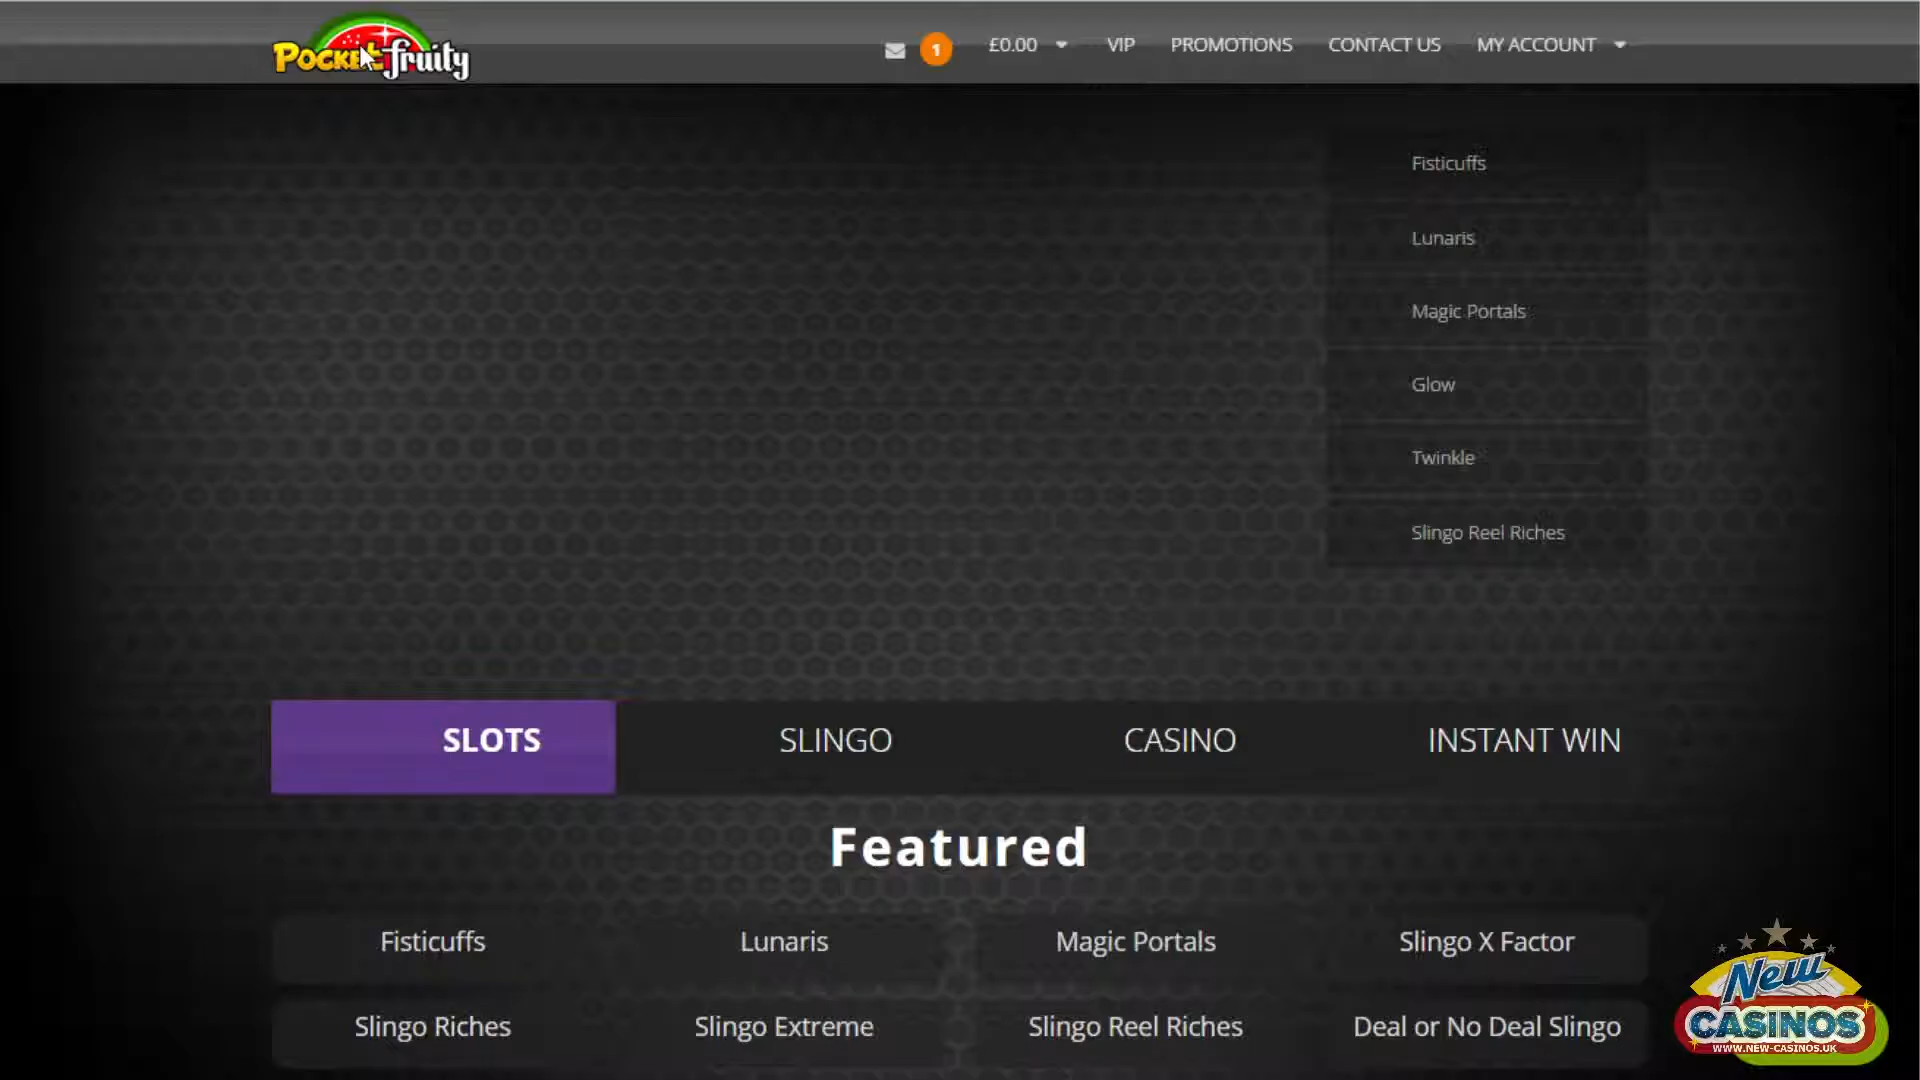 Pocket fruity
1
£0.00
VIP
PROMOTIONS
CONTACT US
MY ACCOUNT
Fisticuffs
Lunaris
Magic Portals
Glow
Twinkle
Slingo Reel Riches
SLOTS
SLINGO
CASINO
INSTANT WIN
Featured
Fisticuffs
Lunaris
Magic Portals
Slingo X Factor
Slingo Riches
Slingo Extreme
Slingo Reel Riches
Deal or No Deal Slingo
New
CASINOS
WWW.NEW-CASINOS.UK